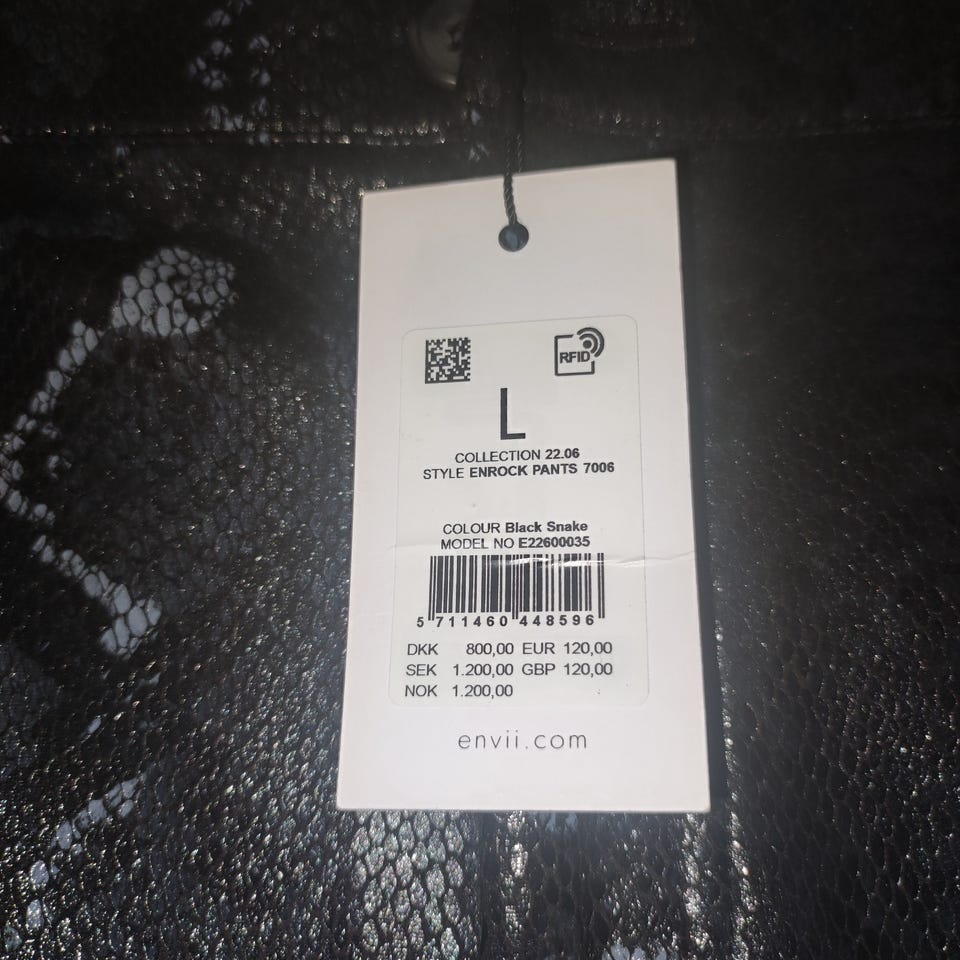 RFID
L
COLLECTION 22.06
STYLE ENROCK PANTS 7006
COLOUR Black Snake
MODEL NO E22600035
5 711460 448596
DKK 800,00 EUR 120,00
SEK 1.200,00 GBP 120,00
NOK 1.200,00
envii.com